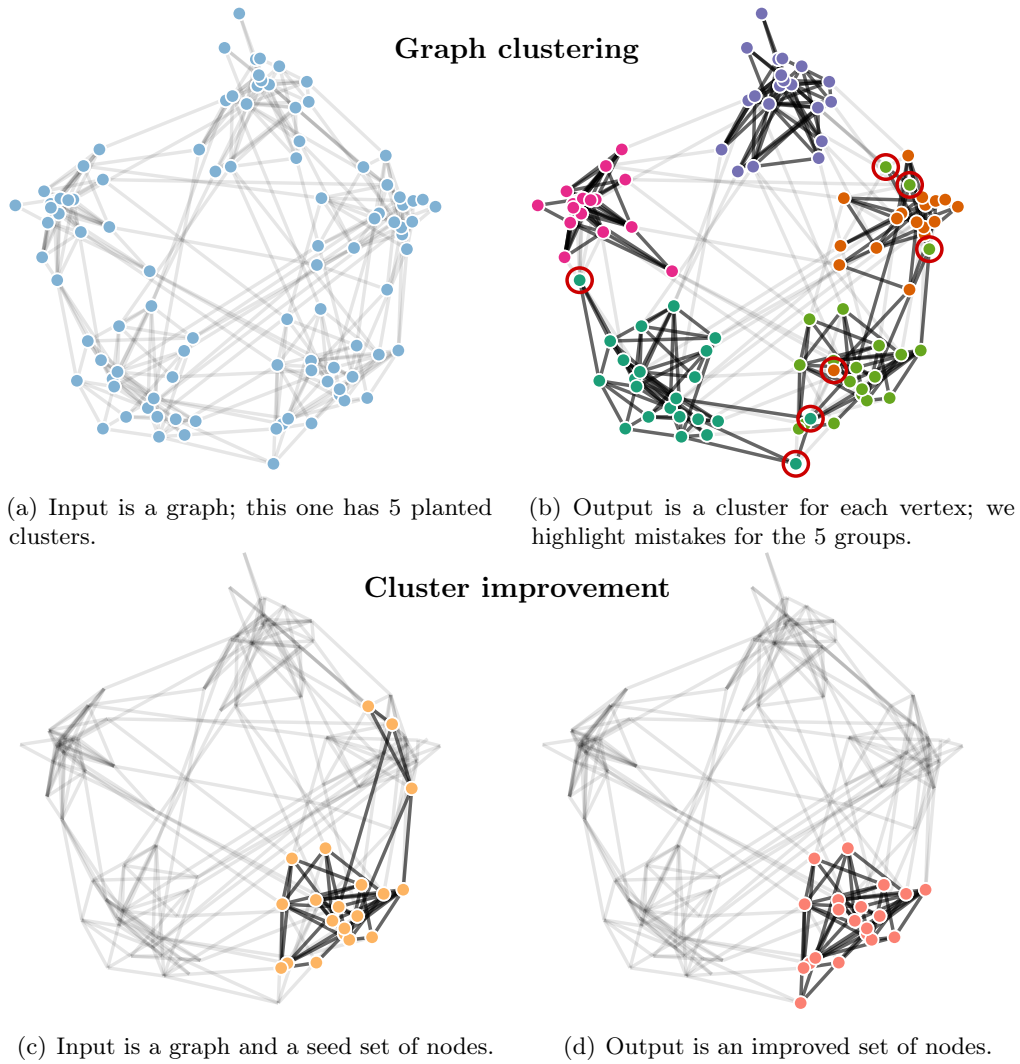 Graph clustering
(a) Input is a graph; this one has 5 planted
clusters.
(b) Output is a cluster for each vertex; we
highlight mistakes for the 5 groups.
Cluster improvement
(c) Input is a graph and a seed set of nodes.
(d) Output is an improved set of nodes.